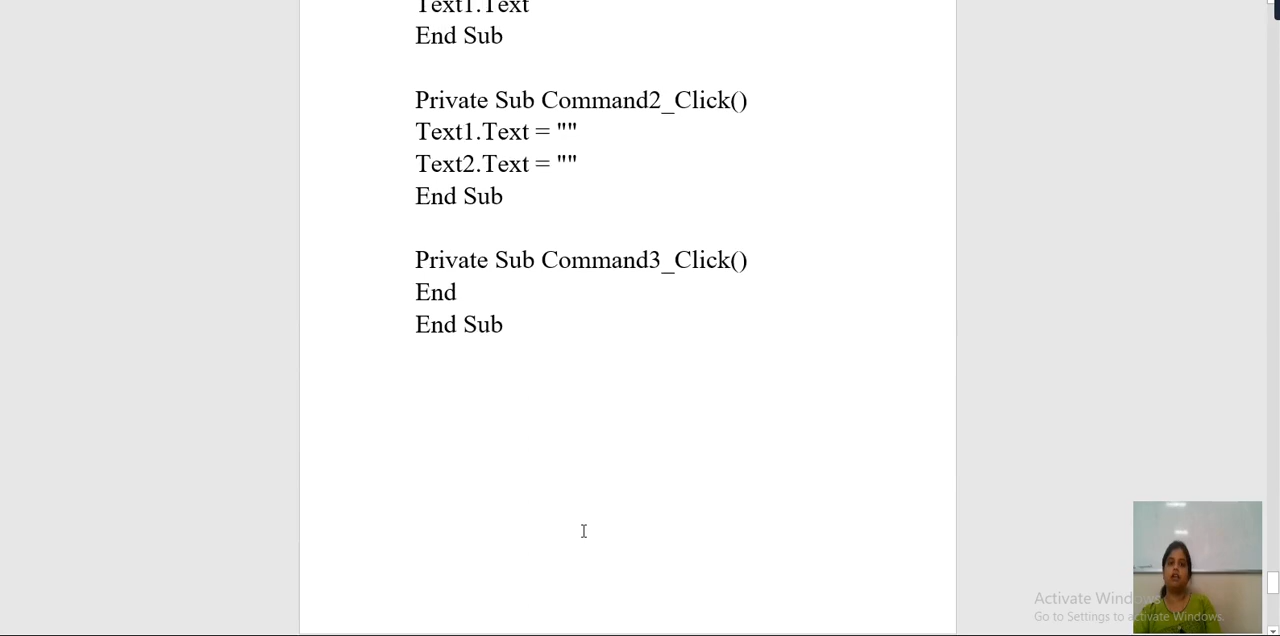 Text1.Text
End Sub
Private Sub Command2_Click()
Text1.Text = ""
Text2.Text = ""
End Sub
Private Sub Command3_Click()
End
End Sub
Activate Windows
Go to Settings to activate Windows.